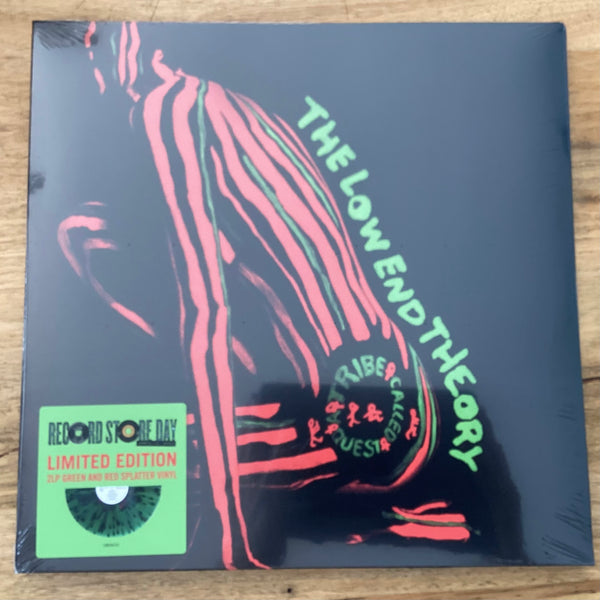 THE LOW END THEORY
A TRIBE CALLED QUEST
RECORD STORE DAY
LIMITED EDITION
2LP GREEN AND RED SPLATTER VINYL